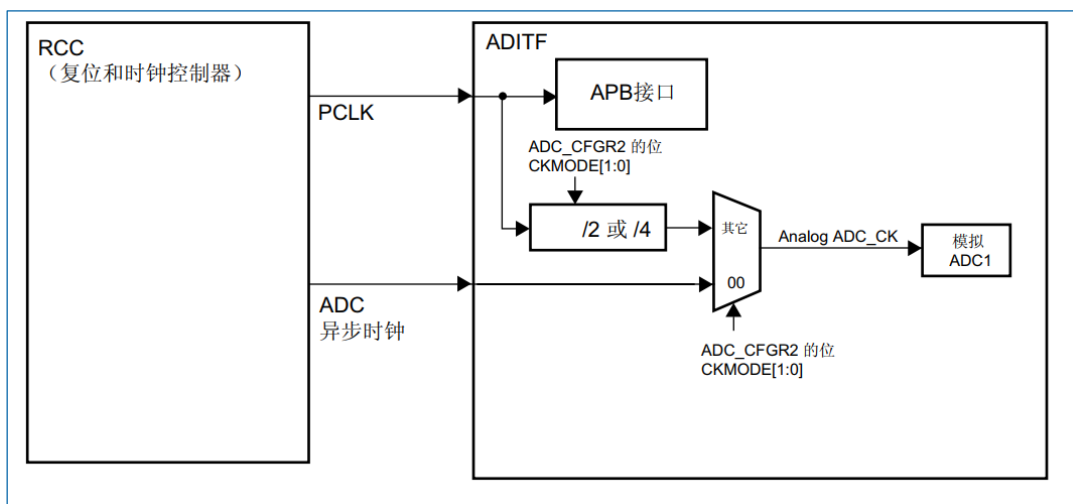 RCC
（复位和时钟控制器）
ADITF
PCLK
APB接口
ADC_CFGR2 的位
CKMODE[1:0]
/2 或 /4
其它
Analog ADC_CK
模拟
ADC1
00
ADC
异步时钟
ADC_CFGR2 的位
CKMODE[1:0]